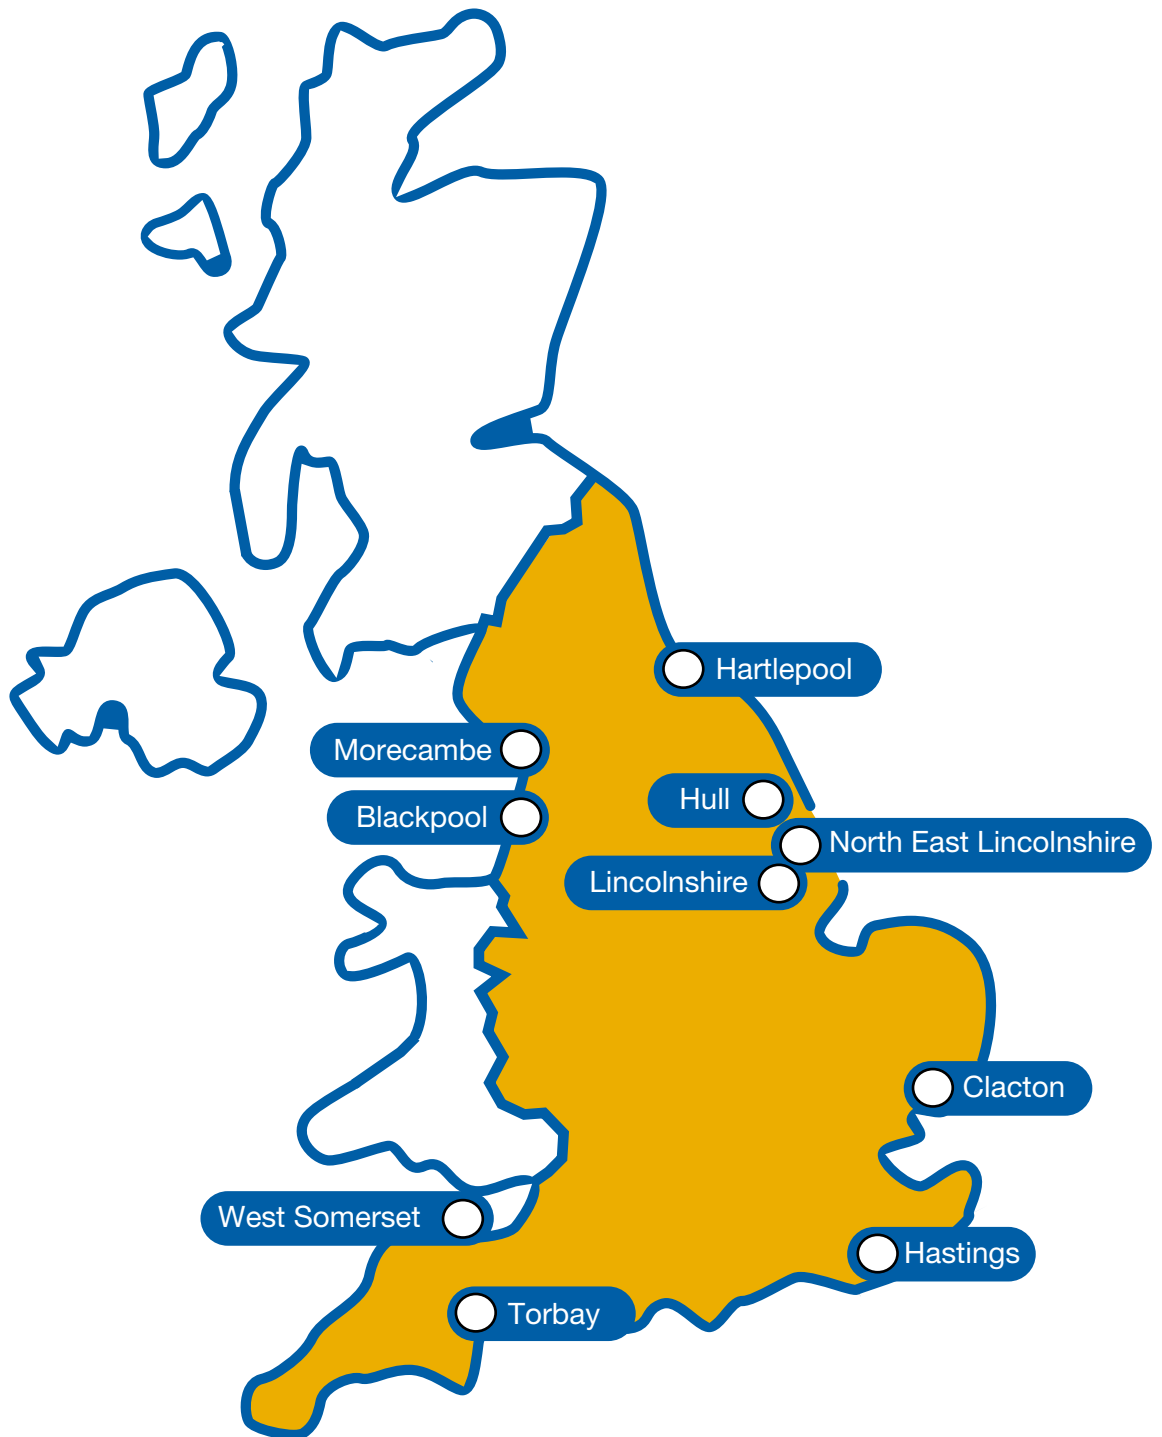 Hartlepool
Morecambe
Hull
Blackpool
North East Lincolnshire
Lincolnshire
Clacton
West Somerset
Hastings
Torbay